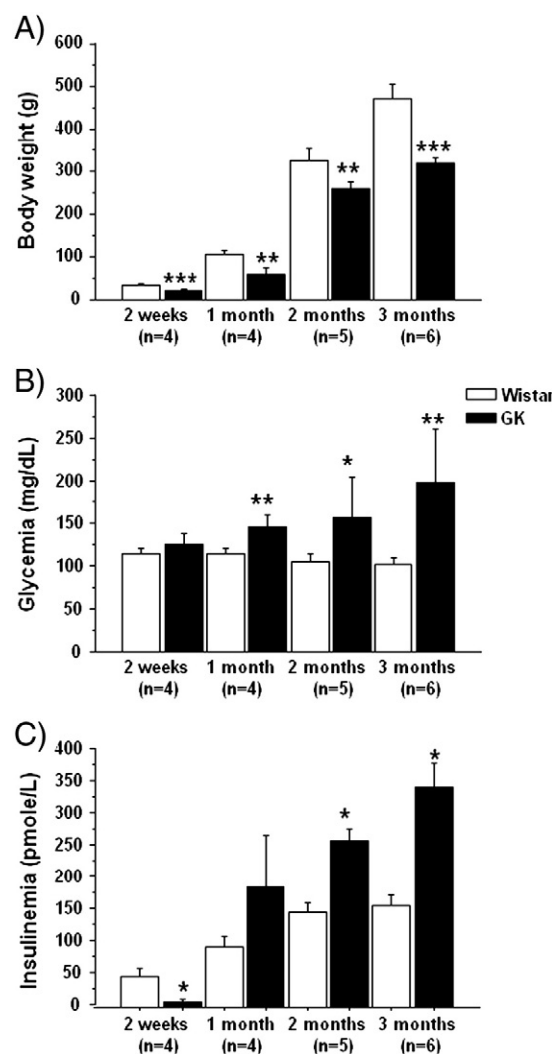 A)
Body weight (g)
600
500
400
300
200
100
0
***
**
**
***
2 weeks 1 month 2 months 3 months
(n=4) (n=4) (n=5) (n=6)
B)
Glycemia (mg/dL)
300
250
200
150
100
50
0
Wistar
GK
**
*
**
2 weeks 1 month 2 months 3 months
(n=4) (n=4) (n=5) (n=6)
C)
Insulinemia (pmole/L)
400
350
300
250
200
150
100
50
0
*
*
*
2 weeks 1 month 2 months 3 months
(n=4) (n=4) (n=5) (n=6)